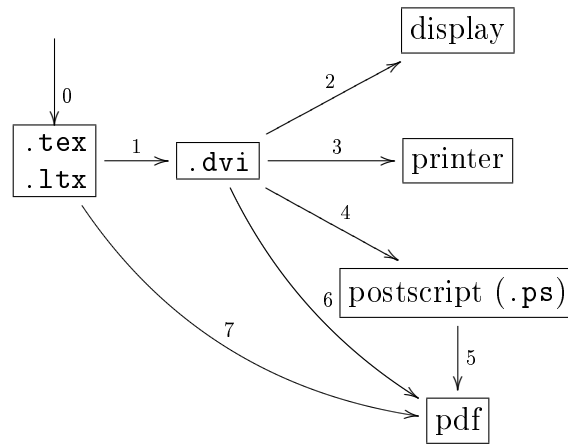 display
2
0
.tex
.ltx
1
.dvi
3
printer
4
6
postscript (.ps)
7
5
pdf